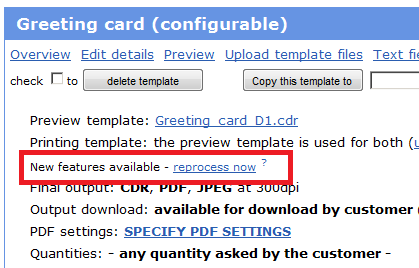 Greeting card (configurable)
Overview Edit details Preview Upload template files Text fi
check to delete template Copy this template to
Preview template: Greeting card D1.cdr
Printing template: the preview template is used for both (u
New features available - reprocess now ?
Final output: CDR, PDF, JPEG at 300dpi
Output download: available for download by customer (
PDF settings: SPECIFY PDF SETTINGS
Quantities: - any quantity asked by the customer -